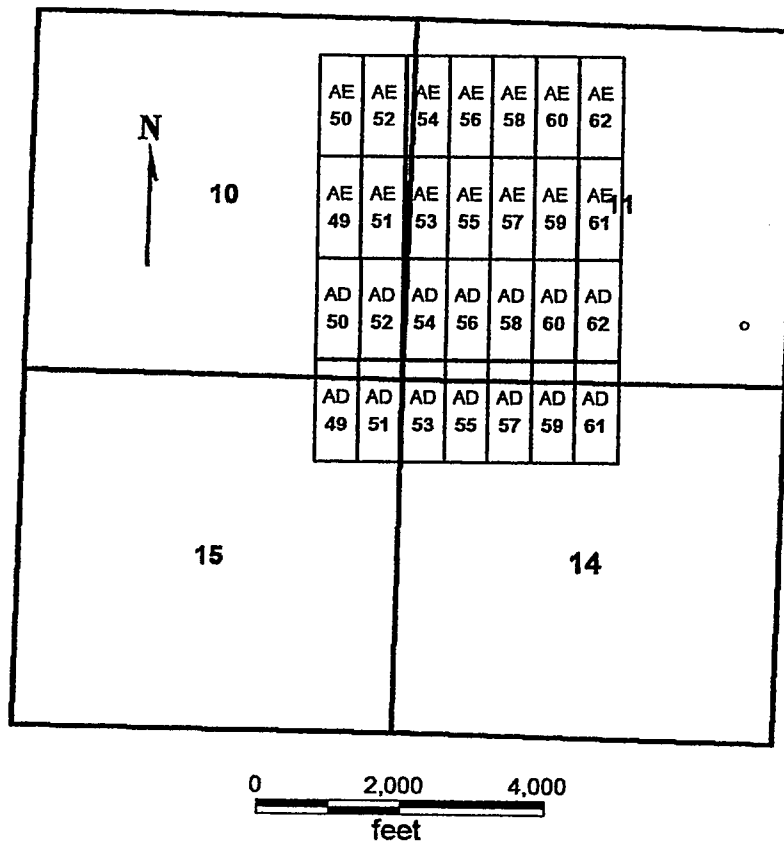 AE AE AE AE AE AE AE
50 52 54 56 58 60 62
N
10
AE AE AE AE AE AE AE
49 51 53 55 57 59 61
11
AD AD AD AD AD AD AD
50 52 54 56 58 60 62
AD AD AD AD AD AD AD
49 51 53 55 57 59 61
15
14
0 2,000 4,000
feet